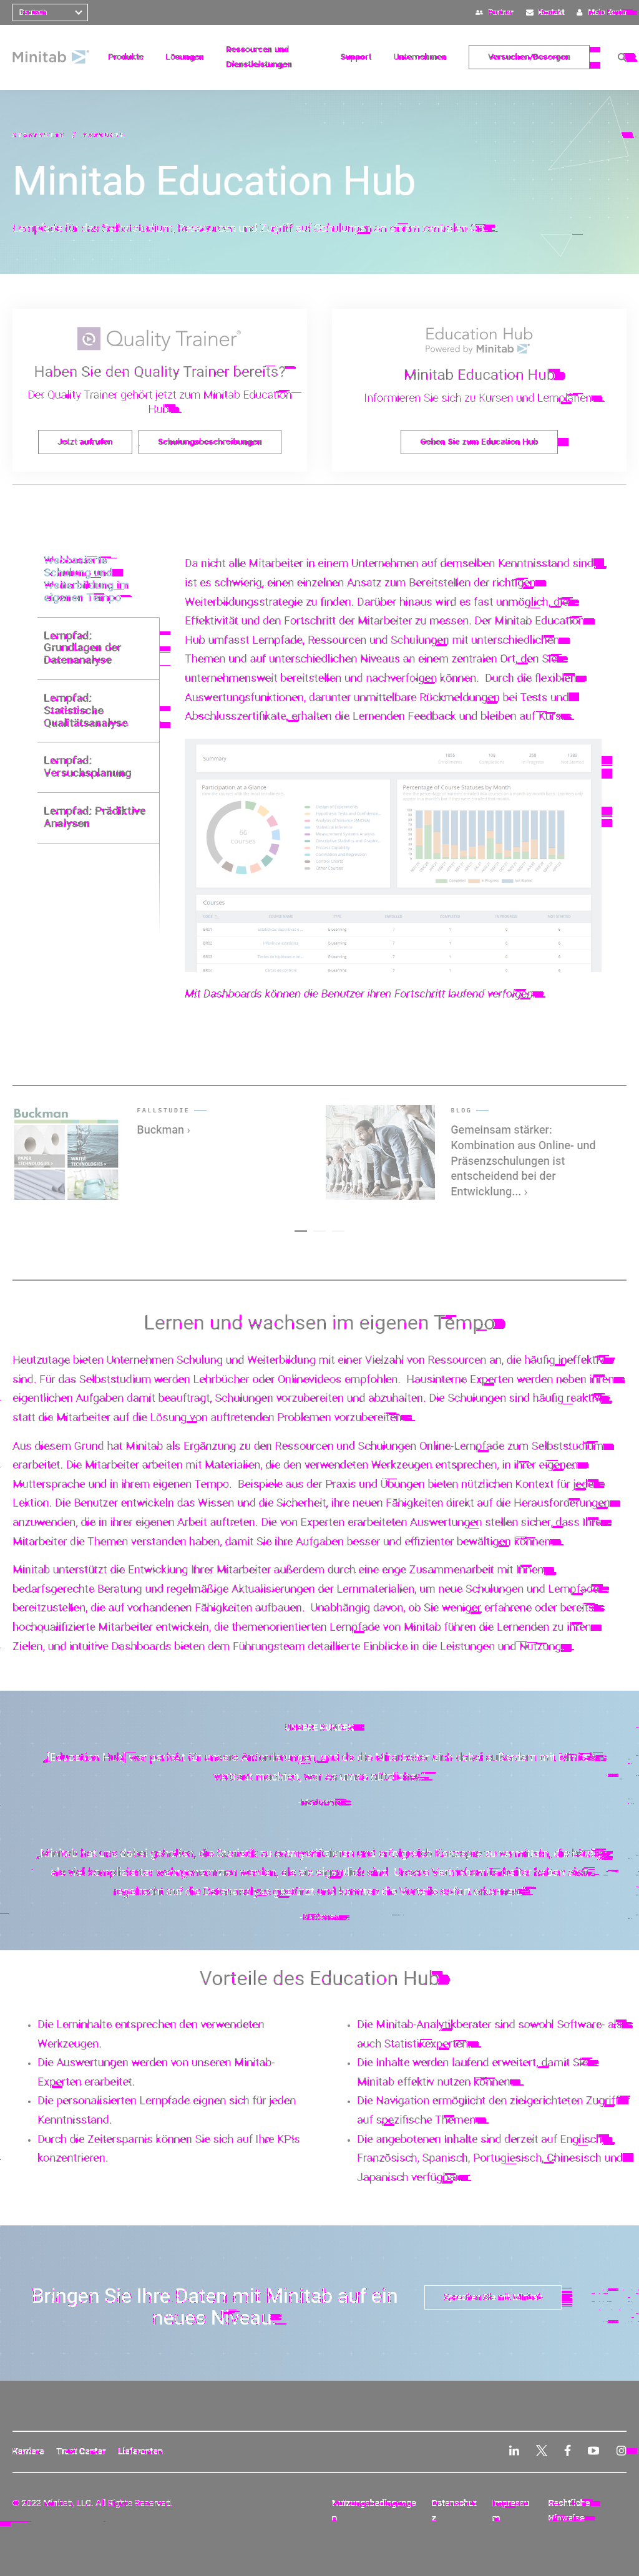 Deutsch
Partner Kontakt Mein Konto
Minitab
Produkte Lösungen Ressourcen und Dienstleistungen Support Unternehmen Versuchen/Besorgen
Minitab Education Hub
Lernpfade für das Selbststudium, Ressourcen und Zugriff auf Schulungen an einem zentralen Ort.
Quality Trainer®
Haben Sie den Quality Trainer bereits?
Der Quality Trainer gehört jetzt zum Minitab Education
Hub.
Jetzt aufrufen Schulungsbeschreibungen
Education Hub
Powered by Minitab
Minitab Education Hub
Informieren Sie sich zu Kursen und Lernplänen.
Gehen Sie zum Education Hub
Webbasierte
Schulung und
Weiterbildung im
eigenen Tempo
Lernpfad:
Grundlagen der
Datenanalyse
Lernpfad:
Statistische
Qualitätsanalyse
Lernpfad:
Versuchsplanung
Lernpfad: Prädiktive
Analysen
Da nicht alle Mitarbeiter in einem Unternehmen auf demselben Kenntnisstand sind,
ist es schwierig, einen einzelnen Ansatz zum Bereitstellen der richtigen
Weiterbildungsstrategie zu finden. Darüber hinaus wird es fast unmöglich, die
Effektivität und den Fortschritt der Mitarbeiter zu messen. Der Minitab Education
Hub umfasst Lernpfade, Ressourcen und Schulungen mit unterschiedlichen
Themen und auf unterschiedlichen Niveaus an einem zentralen Ort, den Sie
unternehmensweit bereitstellen und nachverfolgen können. Durch die flexiblen
Auswertungsfunktionen, darunter unmittelbare Rückmeldungen bei Tests und
Abschlusszertifikate, erhalten die Lernenden Feedback und bleiben auf Kurs.
Summary
Participation at a Glance
Percentage of Course Statuses by Month
courses
Courses
Mit Dashboards können die Benutzer ihren Fortschritt laufend verfolgen.
Buckman
FALLSTUDIE
Buckman ›
BLOG
Gemeinsam stärker:
Kombination aus Online- und
Präsenzschulungen ist
entscheidend bei der
Entwicklung... ›
Lernen und wachsen im eigenen Tempo
Heutzutage bieten Unternehmen Schulung und Weiterbildung mit einer Vielzahl von Ressourcen an, die häufig ineffektiv
sind. Für das Selbststudium werden Lehrbücher oder Onlinevideos empfohlen. Hausinterne Experten werden neben ihren
eigentlichen Aufgaben damit beauftragt, Schulungen vorzubereiten und abzuhalten. Die Schulungen sind häufig reaktiv,
statt die Mitarbeiter auf die Lösung von auftretenden Problemen vorzubereiten.
Aus diesem Grund hat Minitab als Ergänzung zu den Ressourcen und Schulungen Online-Lernpfade zum Selbststudium
erarbeitet. Die Mitarbeiter arbeiten mit Materialien, die den verwendeten Werkzeugen entsprechen, in ihrer eigenen
Muttersprache und in ihrem eigenen Tempo. Beispiele aus der Praxis und Übungen bieten nützlichen Kontext für jede
Lektion. Die Benutzer entwickeln das Wissen und die Sicherheit, ihre neuen Fähigkeiten direkt auf die Herausforderungen
anzuwenden, die in ihrer eigenen Arbeit auftreten. Die von Experten erarbeiteten Auswertungen stellen sicher, dass Ihre
Mitarbeiter die Themen verstanden haben, damit Sie ihre Aufgaben besser und effizienter bewältigen können.
Minitab unterstützt die Entwicklung Ihrer Mitarbeiter außerdem durch eine enge Zusammenarbeit mit Ihnen,
bedarfsgerechte Beratung und regelmäßige Aktualisierungen der Lernmaterialien, um neue Schulungen und Lernpfade
bereitzustellen, die auf vorhandenen Fähigkeiten aufbauen. Unabhängig davon, ob Sie weniger erfahrene oder bereits
hochqualifizierte Mitarbeiter entwickeln, die themenorientierten Lernpfade von Minitab führen die Lernenden zu ihren
Zielen, und intuitive Dashboards bieten dem Führungsteam detaillierte Einblicke in die Leistungen und Nutzung.
UNSERE KUNDEN
Vorteile des Education Hub
Die Lerninhalte entsprechen den verwendeten
Werkzeugen.
Die Auswertungen werden von unseren Minitab-
Experten erarbeitet.
Die personalisierten Lernpfade eignen sich für jeden
Kenntnisstand.
Durch die Zeitersparnis können Sie sich auf Ihre KPIs
konzentrieren.
Die Minitab-Analytikberater sind sowohl Software- als
auch Statistikexperten.
Die Inhalte werden laufend erweitert, damit Sie
Minitab effektiv nutzen können.
Die Navigation ermöglicht den zielgerichteten Zugriff
auf spezifische Themen.
Die angebotenen Inhalte sind derzeit auf Englisch,
Französisch, Spanisch, Portugiesisch, Chinesisch und
Japanisch verfügbar.
Bringen Sie Ihre Daten mit Minitab auf ein
neues Niveau.
Sprechen Sie mit Minitab
Karriere Trust Center Lieferanten
© 2022 Minitab, LLC. All Rights Reserved.
Nutzungsbedingungen Datenschutz Impressum Rechtliche Hinweise